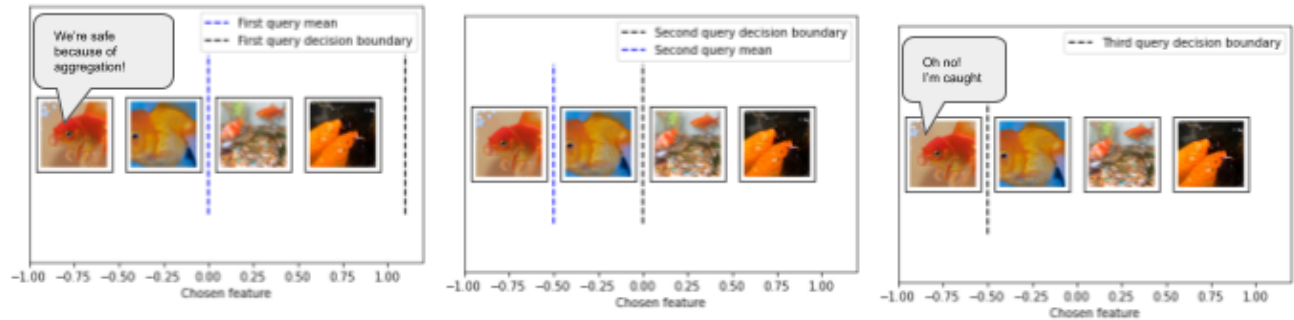 We're safe
because of
aggregation!
First query mean
First query decision boundary
−1.00 −0.75 −0.50 −0.25 0.00 0.25 0.50 0.75 1.00
Chosen feature
Second query decision boundary
Second query mean
−1.00 −0.75 −0.50 −0.25 0.00 0.25 0.50 0.75 1.00
Chosen feature
Oh no!
I'm caught
Third query decision boundary
−1.00 −0.75 −0.50 −0.25 0.00 0.25 0.50 0.75 1.00
Chosen feature